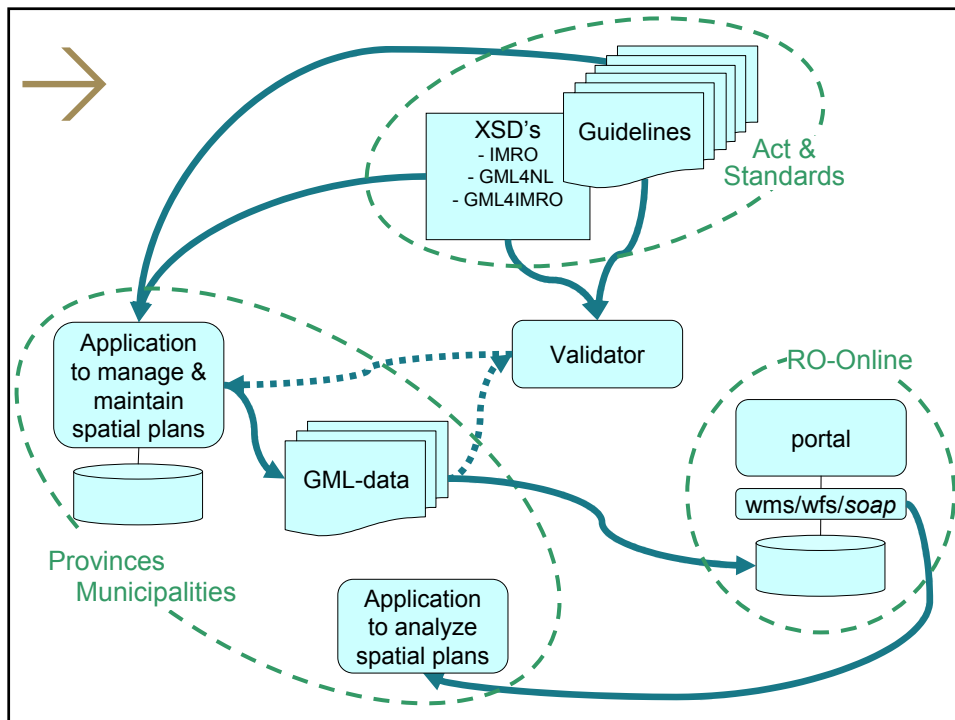 XSD's
- IMRO
- GML4NL
- GML4IMRO
Guidelines
Act &
Standards
Application
to manage &
maintain
spatial plans
Validator
RO-Online
portal
wms/wfs/soap
GML-data
Provinces
Municipalities
Application
to analyze
spatial plans